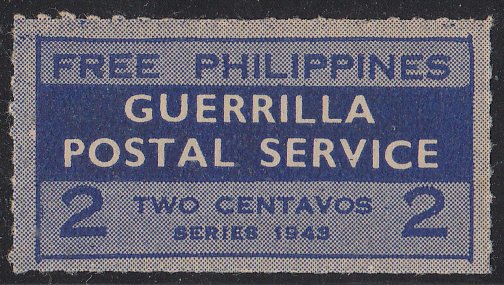 FREE PHILIPPINES
GUERRILLA
POSTAL SERVICE
2 TWO CENTAVOS 2
SERIES 1943